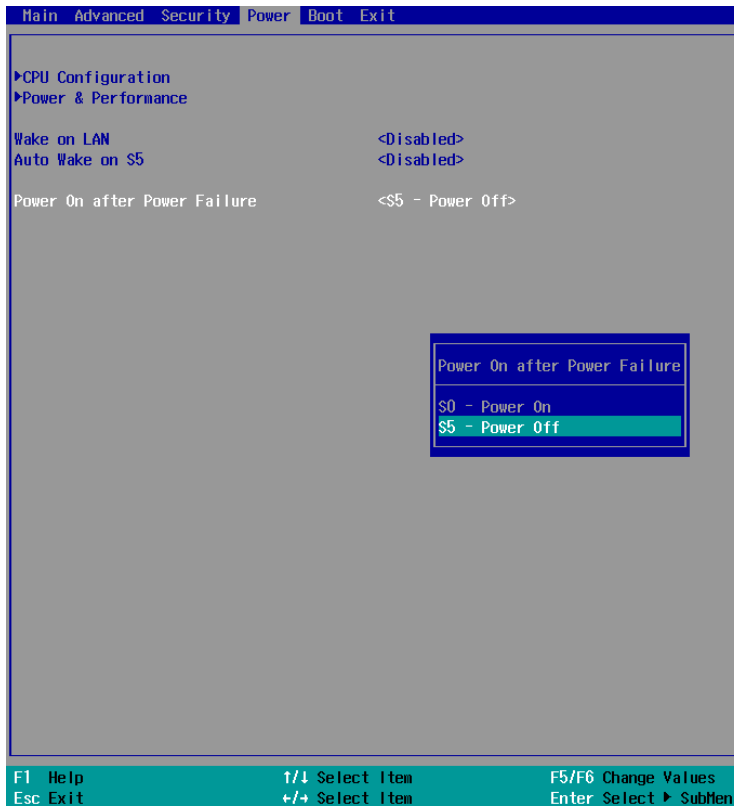 Main Advanced Security Power Boot Exit
▶CPU Configuration
▶Power & Performance
Wake on LAN <Disabled>
Auto Wake on S5 <Disabled>
Power On after Power Failure <S5 - Power Off>
Power On after Power Failure
S0 - Power On
S5 - Power Off
F1 Help ↑/↓ Select Item F5/F6 Change Values
Esc Exit ←/→ Select Item Enter Select ▶ SubMen